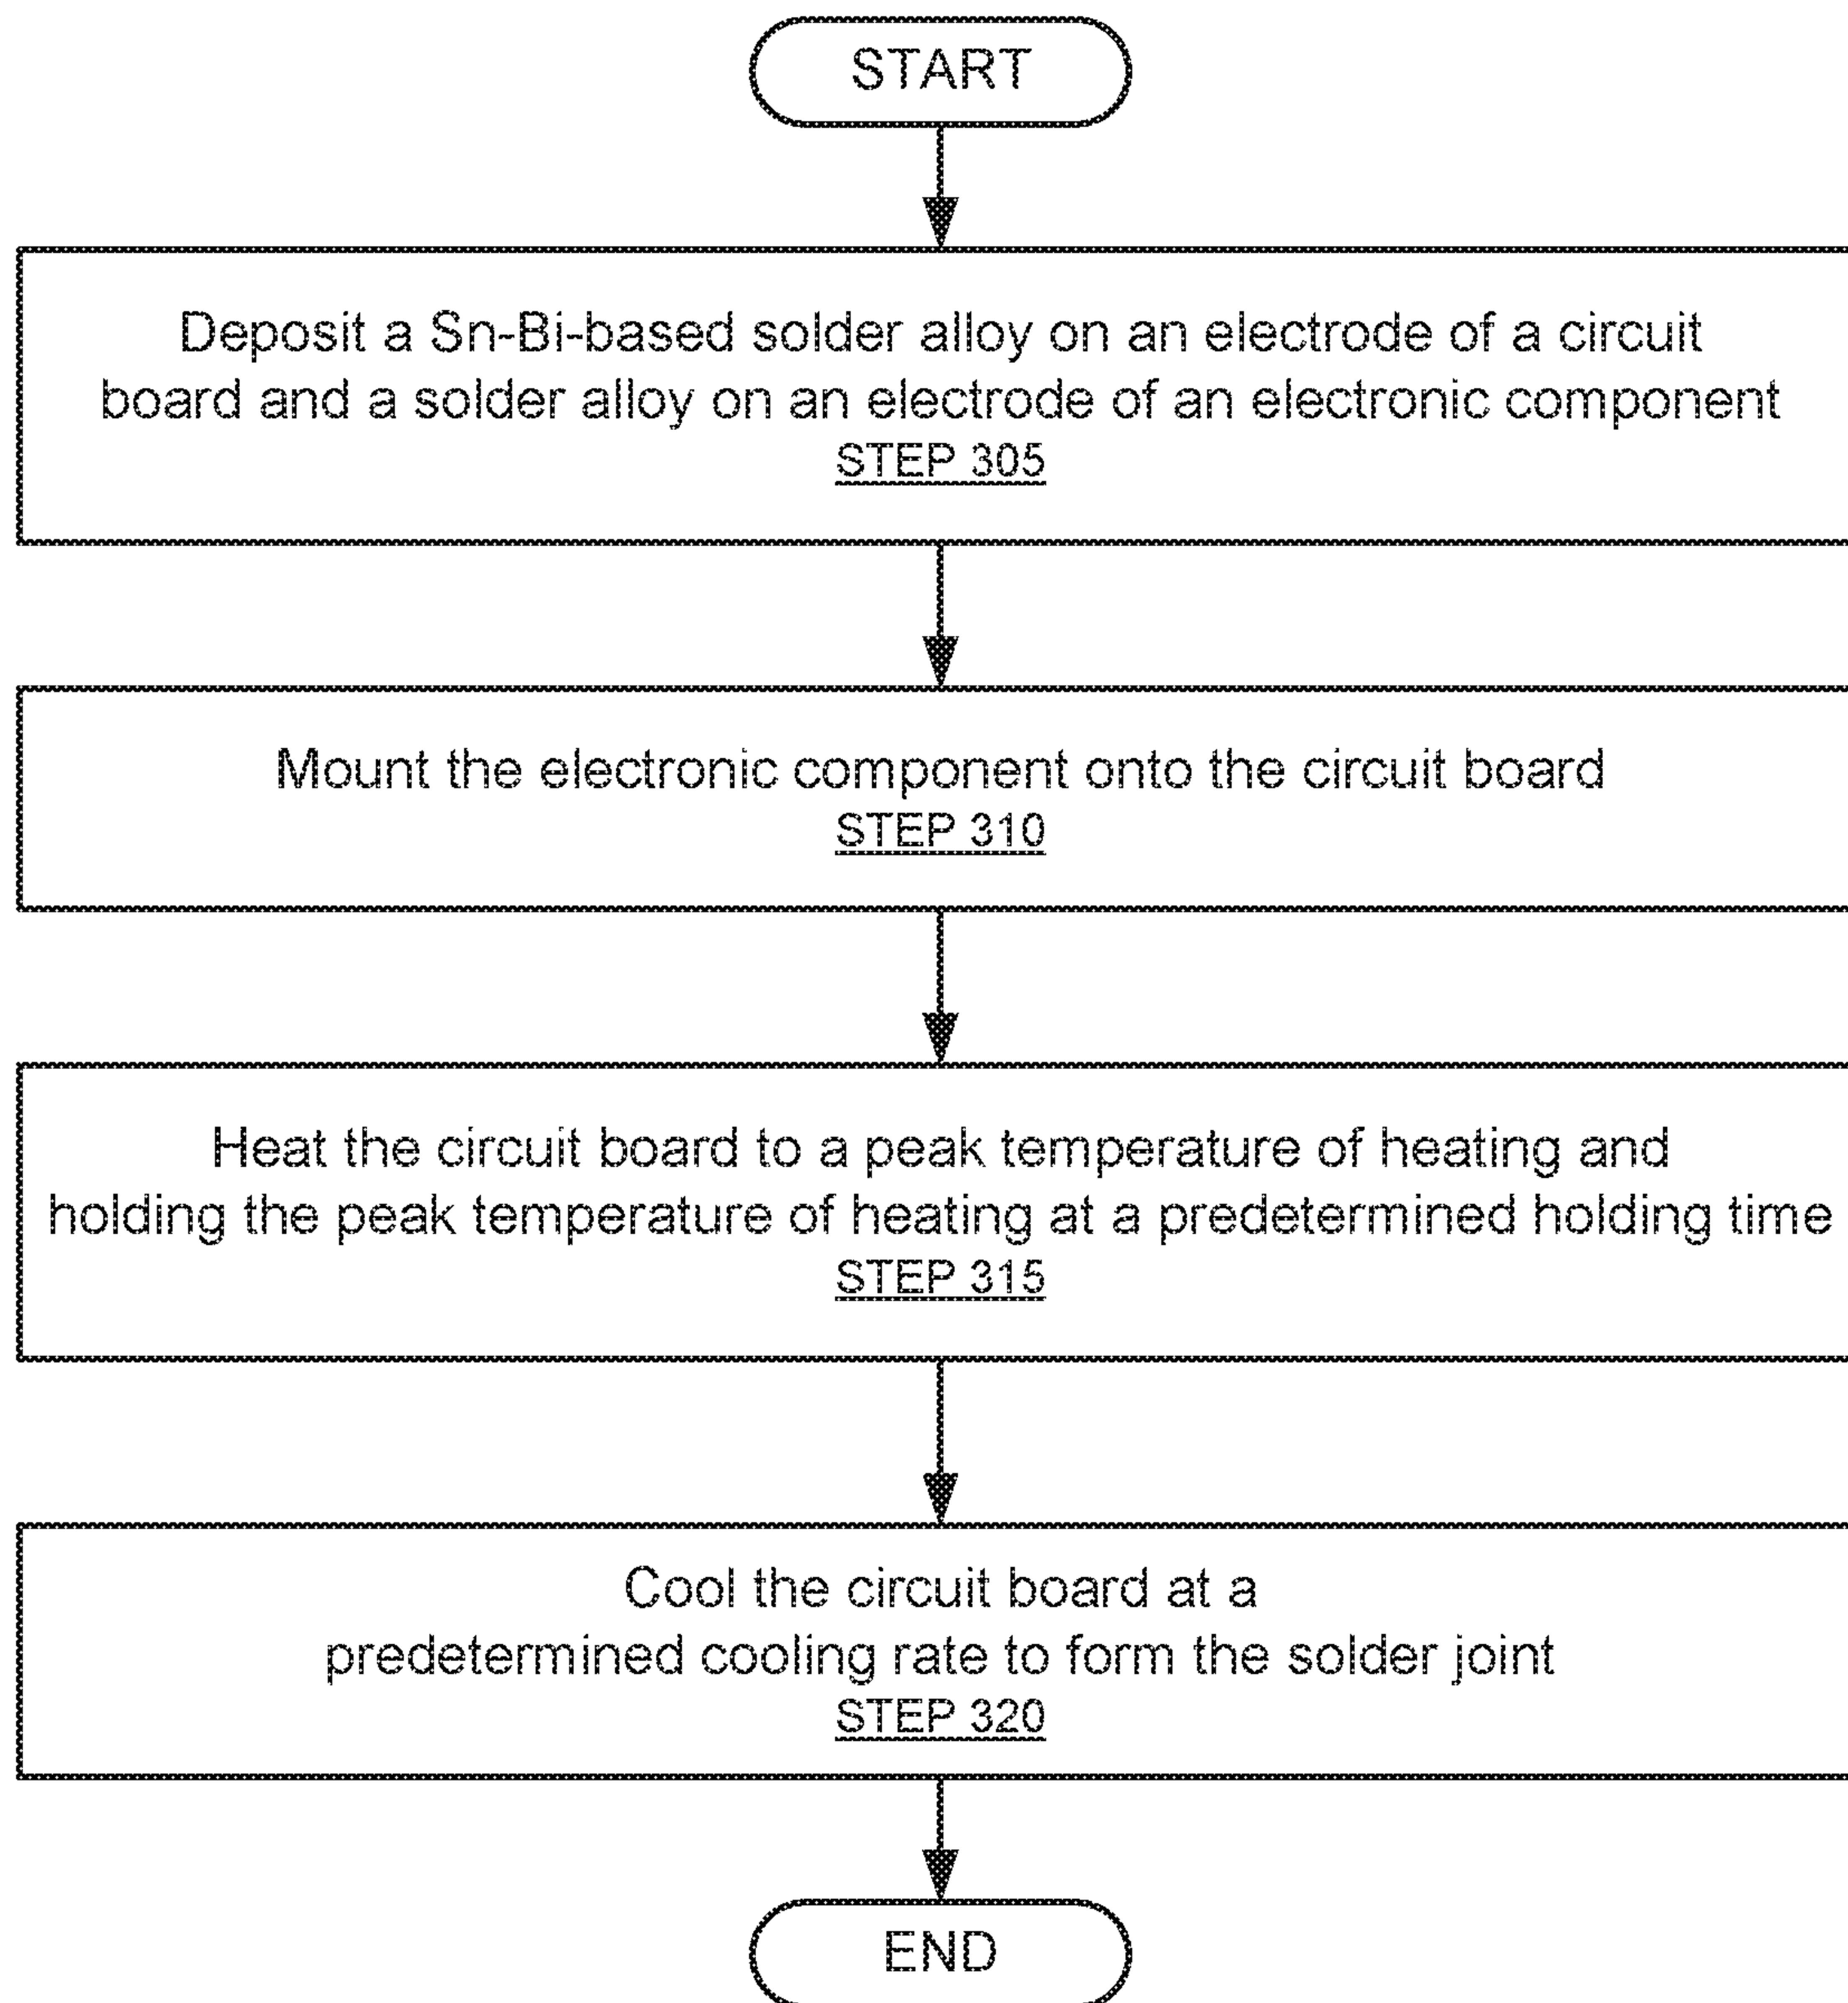 START
Deposit a Sn-Bi-based solder alloy on an electrode of a circuit
board and a solder alloy on an electrode of an electronic component
STEP 305
Mount the electronic component onto the circuit board
STEP 310
Heat the circuit board to a peak temperature of heating and
holding the peak temperature of heating at a predetermined holding time
STEP 315
Cool the circuit board at a
predetermined cooling rate to form the solder joint
STEP 320
END